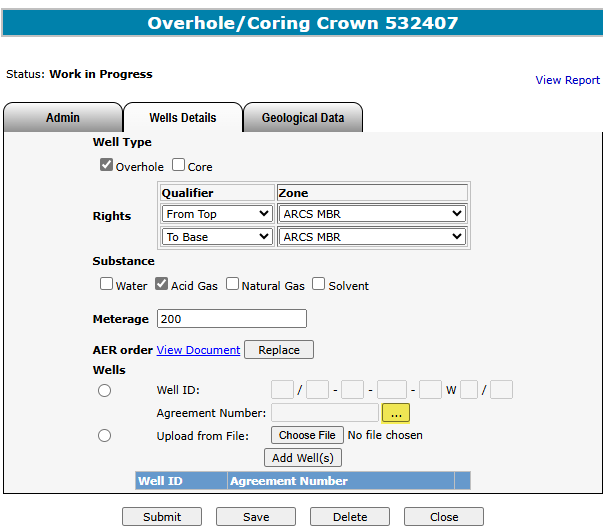 Overhole/Coring Crown 532407
Status: Work in Progress
View Report
Admin Wells Details Geological Data
Well Type
Overhole Core
Qualifier Zone
Rights From Top ARCS MBR
To Base ARCS MBR
Substance
Water Acid Gas Natural Gas Solvent
Meterage 200
AER order View Document Replace
Wells
Well ID: / - - - W /
Agreement Number: ...
Upload from File: Choose File No file chosen
Add Well(s)
Well ID Agreement Number
Submit Save Delete Close